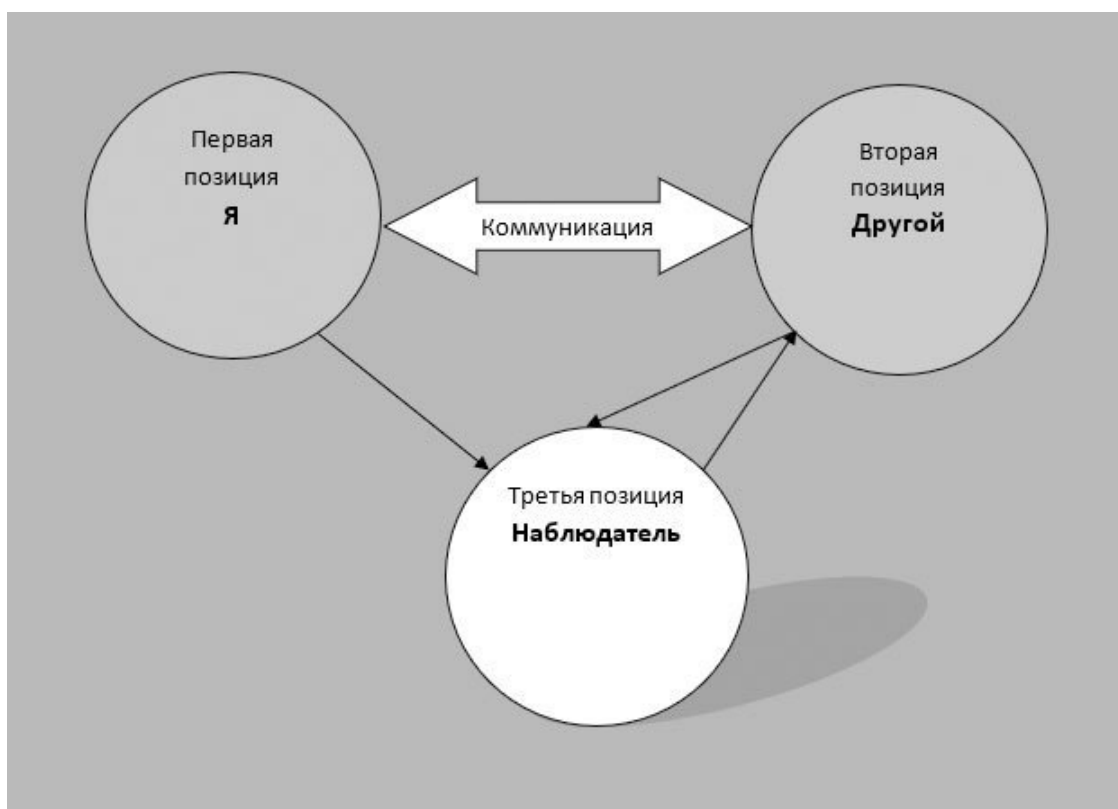 Первая
позиция
Я
Коммуникация
Вторая
позиция
Другой
Третья позиция
Наблюдатель